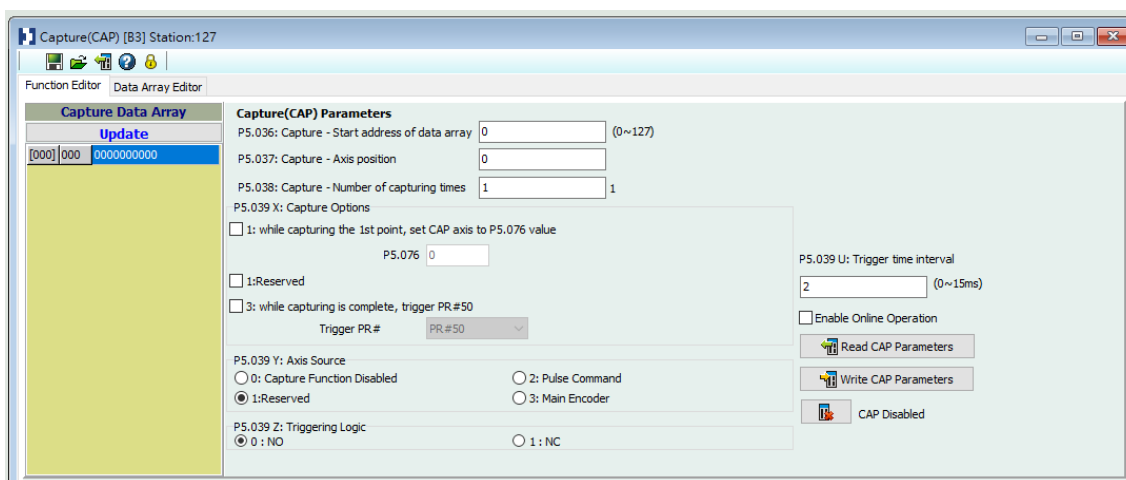 Capture(CAP) [B3] Station:127
Function Editor Data Array Editor
Capture Data Array
Update
[000] 000 0000000000
Capture(CAP) Parameters
P5.036: Capture - Start address of data array 0 (0~127)
P5.037: Capture - Axis position 0
P5.038: Capture - Number of capturing times 1 1
P5.039 X: Capture Options
1: while capturing the 1st point, set CAP axis to P5.076 value
P5.076 0
1:Reserved
3: while capturing is complete, trigger PR#50
Trigger PR# PR#50
P5.039 Y: Axis Source
0: Capture Function Disabled 2: Pulse Command
1:Reserved 3: Main Encoder
P5.039 Z: Triggering Logic
0 : NO 1 : NC
P5.039 U: Trigger time interval
2 (0~15ms)
Enable Online Operation
Read CAP Parameters
Write CAP Parameters
CAP Disabled